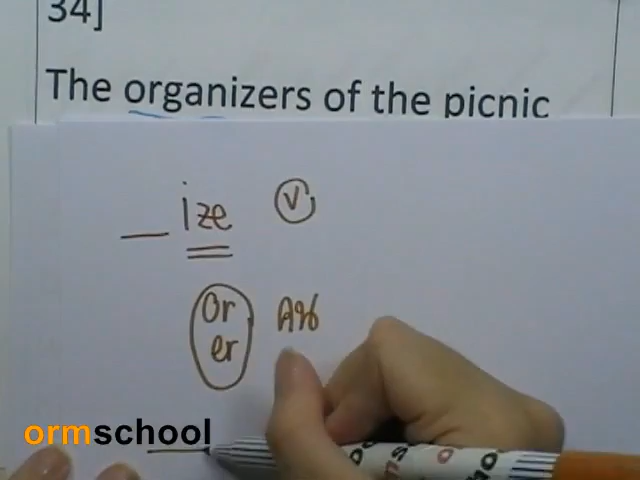 34]
The organizers of the picnic
_ ize V
or
er
ormschool